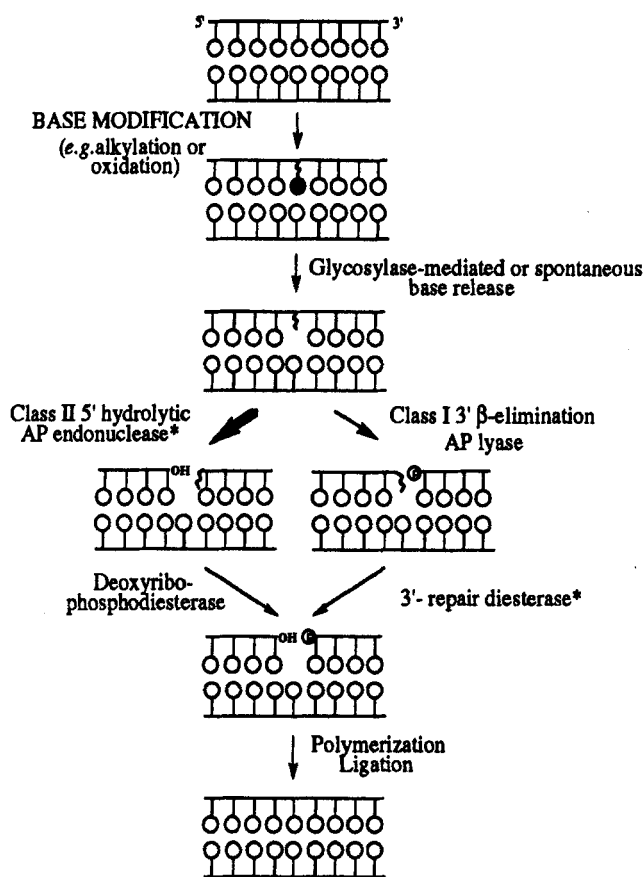 5' 3'
BASE MODIFICATION
(e.g.alkylation or
oxidation)
Glycosylase-mediated or spontaneous
base release
Class II 5' hydrolytic
AP endonuclease*
Class I 3' β-elimination
AP lyase
OH P
Deoxyribo-
phosphodiesterase
3'- repair diesterase*
OH P
Polymerization
Ligation